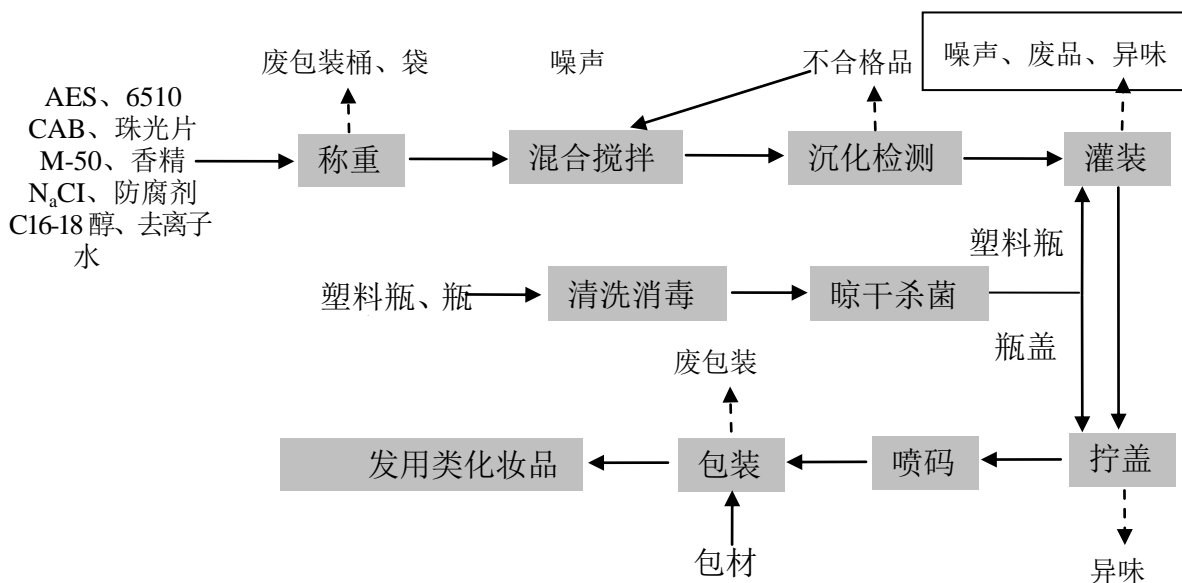 废包装桶、袋
噪声
不合格品
噪声、废品、异味
AES、6510
CAB、珠光片
M-50、香精
NaCI、防腐剂
C16-18 醇、去离子
水
称重
混合搅拌
沉化检测
灌装
塑料瓶
塑料瓶、瓶
清洗消毒
晾干杀菌
瓶盖
废包装
发用类化妆品
包装
喷码
拧盖
包材
异味